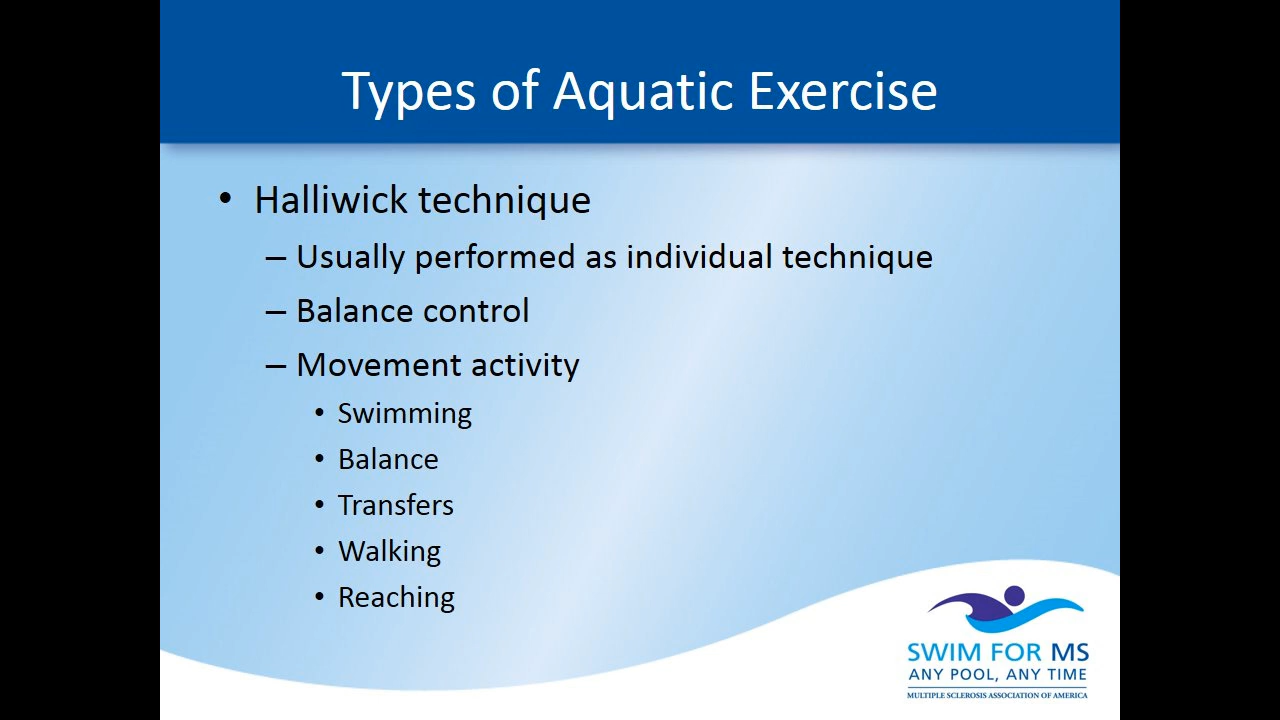 Types of Aquatic Exercise
• Halliwick technique
– Usually performed as individual technique
– Balance control
– Movement activity
• Swimming
• Balance
• Transfers
• Walking
• Reaching
SWIM FOR MS
ANY POOL, ANY TIME
MULTIPLE SCLEROSIS ASSOCIATION OF AMERICA